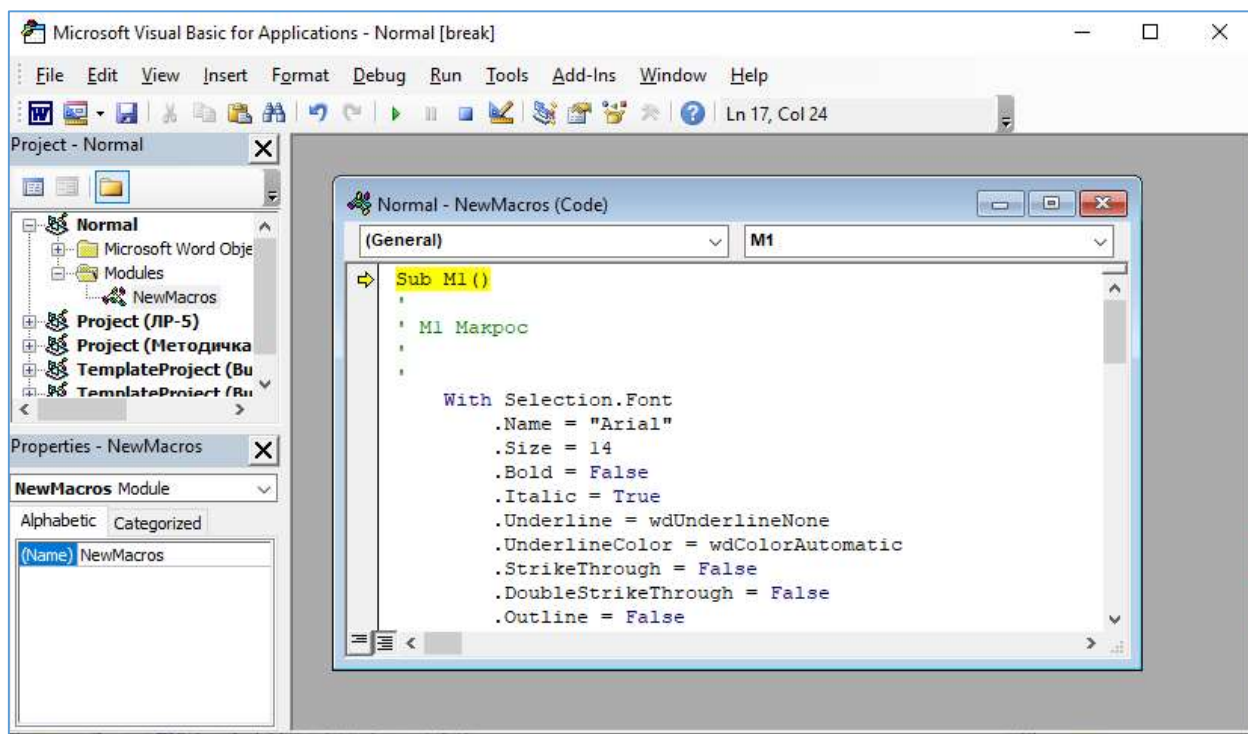 Microsoft Visual Basic for Applications - Normal [break]
File Edit View Insert Format Debug Run Tools Add-Ins Window Help
Ln 17, Col 24
Project - Normal
Normal
Microsoft Word Obje
Modules
NewMacros
Project (ЛР-5)
Project (Методичка
TemplateProject (Bu
TemplateProject (Bu
Properties - NewMacros
NewMacros Module
Alphabetic Categorized
(Name) NewMacros
Normal - NewMacros (Code)
(General) M1
Sub M1()
'
' M1 Макрос
'
'
With Selection.Font
.Name = "Arial"
.Size = 14
.Bold = False
.Italic = True
.Underline = wdUnderlineNone
.UnderlineColor = wdColorAutomatic
.StrikeThrough = False
.DoubleStrikeThrough = False
.Outline = False